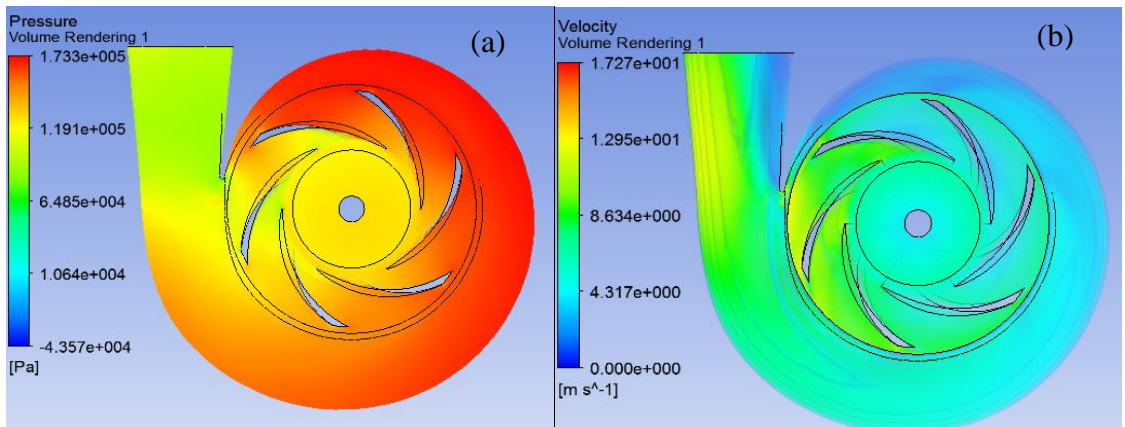 Pressure
Volume Rendering 1
(a)
1.733e+005
1.191e+005
6.485e+004
1.064e+004
-4.357e+004
[Pa]
Velocity
Volume Rendering 1
(b)
1.727e+001
1.295e+001
8.634e+000
4.317e+000
0.000e+000
[m s^-1]